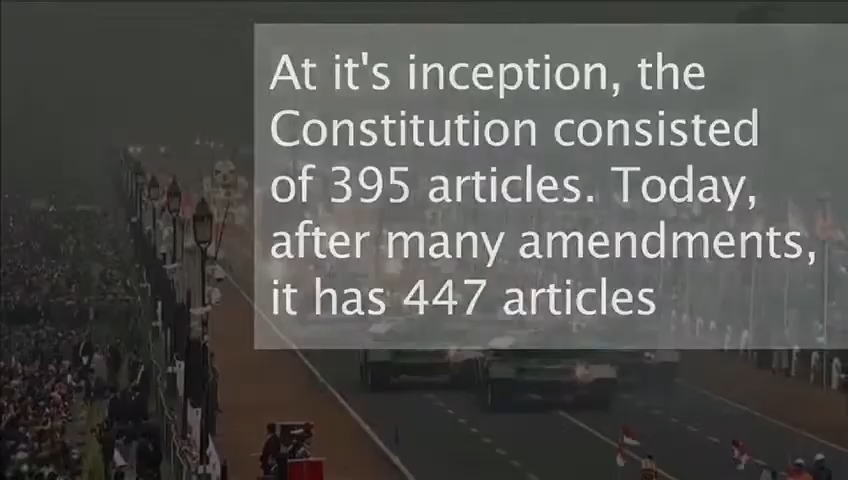 At it's inception, the
Constitution consisted
of 395 articles. Today,
after many amendments,
it has 447 articles